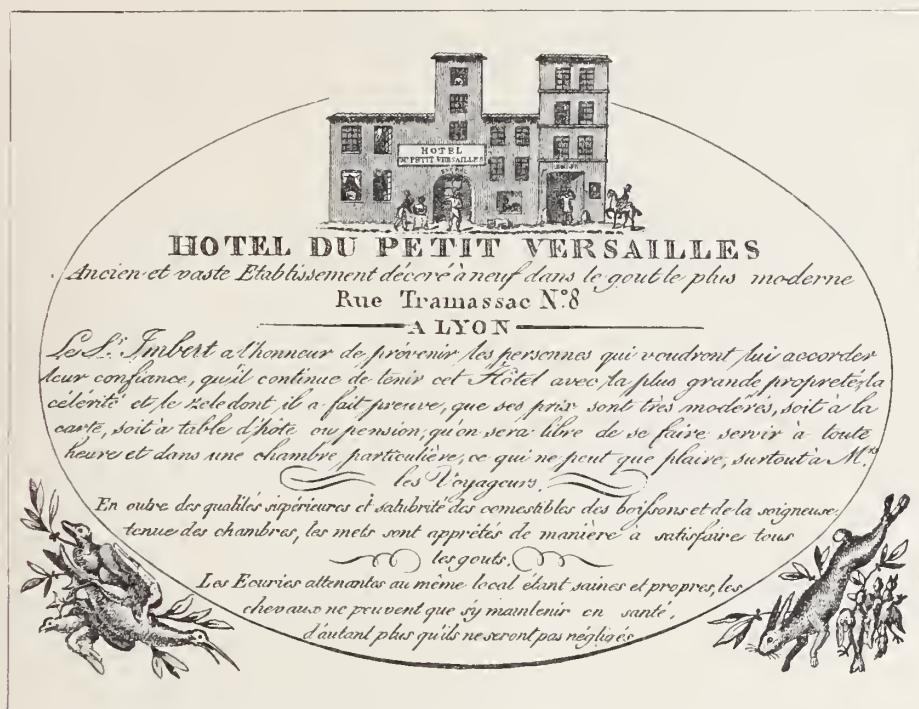 HOTEL
DU PETIT VERSAILLES
HOTEL DU PETIT VERSAILLES
Ancien et vaste Etablissement décoré à neuf dans le gout le plus moderne
Rue Tramassac N.º 8
A LYON
Le S.r Imbert a l'honneur de prévenir les personnes qui voudront lui accorder
leur confiance, qu'il continue de tenir cet Hôtel avec la plus grande propreté, la
célérité et le zele dont il a fait preuve, que ses prix sont très modérés, soit à la
carte, soit à table d'hôte ou pension, qu'on sera libre de se faire servir à toute
heure et dans une chambre particulière, ce qui ne peut que plaire, surtout à M.rs
les Voyageurs.
En outre des qualités supérieures et salubrité des comestibles des boissons et de la soigneuse
tenue des chambres, les mets sont apprêtés de manière à satisfaire tous
les gouts.
Les Ecuries attenantes au même local étant saines et propres, les
chevaux ne peuvent que s'y maintenir en santé,
d'autant plus qu'ils ne seront pas négligés.